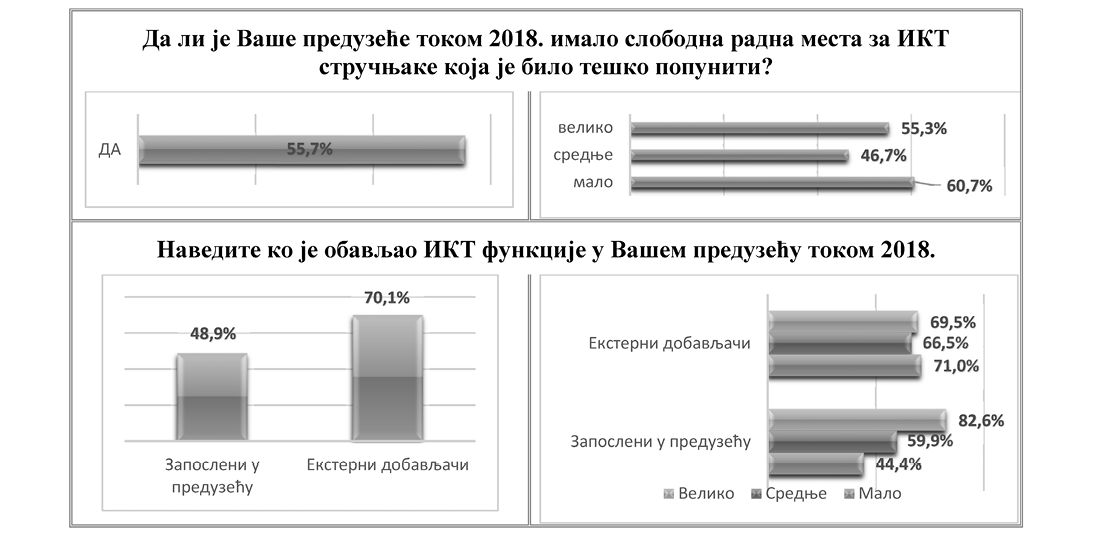 Да ли је Ваше предузеће током 2018. имало слободна радна места за ИКТ
стручњаке која је било тешко попунити?
ДА
55,7%
велико
55,3%
средње
46,7%
мало
60,7%
Наведите ко је обављао ИКТ функције у Вашем предузећу током 2018.
48,9%
70,1%
Запослени у
предузећу
Екстерни добављачи
Екстерни добављачи
69,5%
66,5%
71,0%
Запослени у предузећу
82,6%
59,9%
44,4%
Велико
Средње
Мало